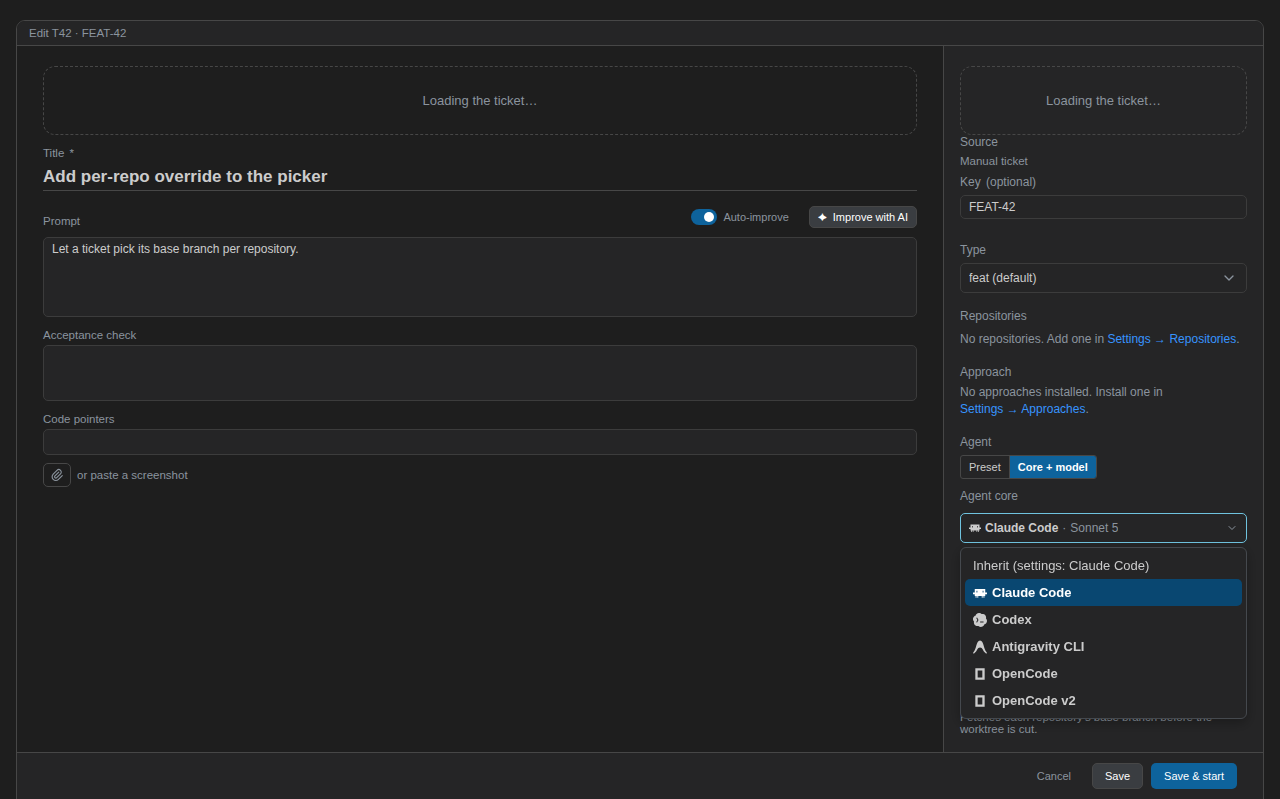 Edit T42 · FEAT-42
Loading the ticket…
Title *
Add per-repo override to the picker
Prompt
Auto-improve
Improve with AI
Let a ticket pick its base branch per repository.
Acceptance check
Code pointers
or paste a screenshot
Loading the ticket…
Source
Manual ticket
Key (optional)
FEAT-42
Type
feat (default)
Repositories
No repositories. Add one in Settings → Repositories.
Approach
No approaches installed. Install one in
Settings → Approaches.
Agent
Preset
Core + model
Agent core
Claude Code · Sonnet 5
Inherit (settings: Claude Code)
Claude Code
Codex
Antigravity CLI
OpenCode
OpenCode v2
worktree is cut.
Cancel
Save
Save & start